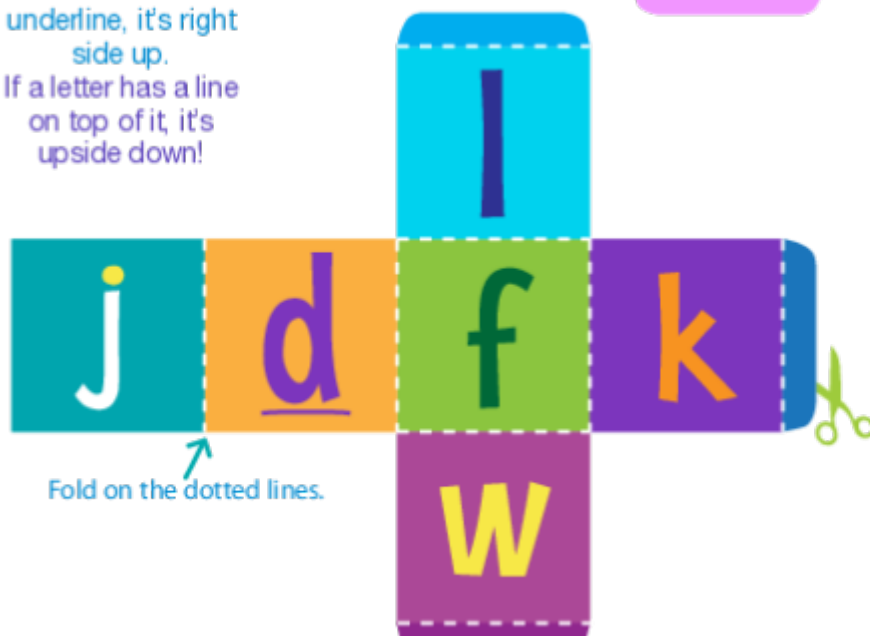 underline, it's right
side up.
If a letter has a line
on top of it, it's
upside down!
l
j d f k
Fold on the dotted lines.
w